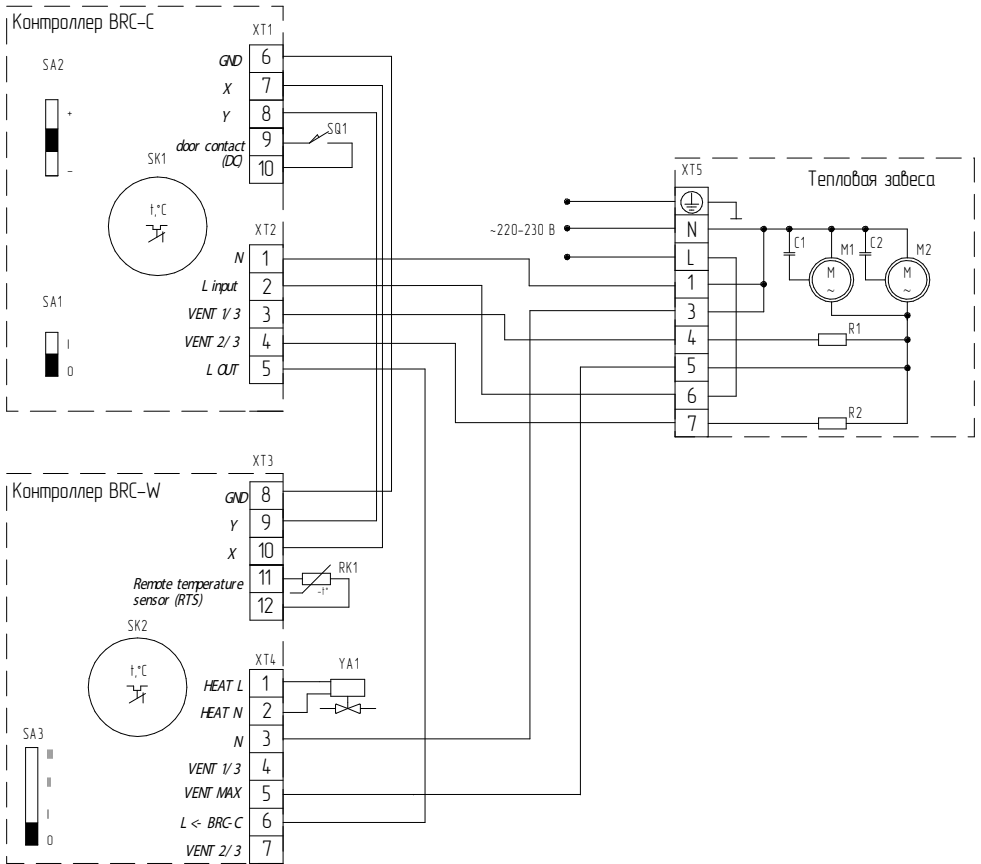 Контроллер BRC-C
XT1
SA2
GND 6
X 7
+
Y 8
SQ1
door contact 9
(DC) 10
-
SK1
t,°C
XT2
N 1
L input 2
SA1
VENT 1/3 3
I
VENT 2/3 4
0
L OUT 5
XT5
Тепловая завеса
~220-230 В
N
L
1
3
4
5
6
7
C1
M1
C2
M2
M
~
M
~
R1
R2
XT3
Контроллер BRC-W
GND 8
Y 9
X 10
11
RK1
Remote temperature
sensor (RTS)
-t°
12
SK2
t,°C
XT4
YA1
HEAT L 1
HEAT N 2
SA3
N 3
III
VENT 1/3 4
II
VENT MAX 5
I
L <- BRC-C 6
0
VENT 2/3 7